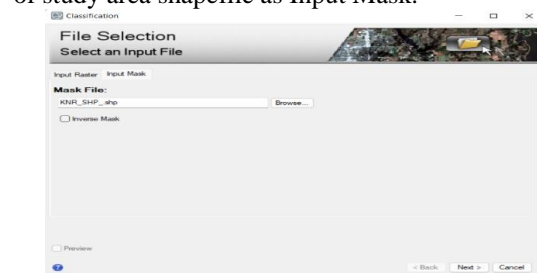 of study area shapefile as Input Mask.
Classification
File Selection
Select an Input File
Input Raster Input Mask
Mask File:
KNR_SHP_.shp Browse...
Inverse Mask
Preview
? < Back Next > Cancel